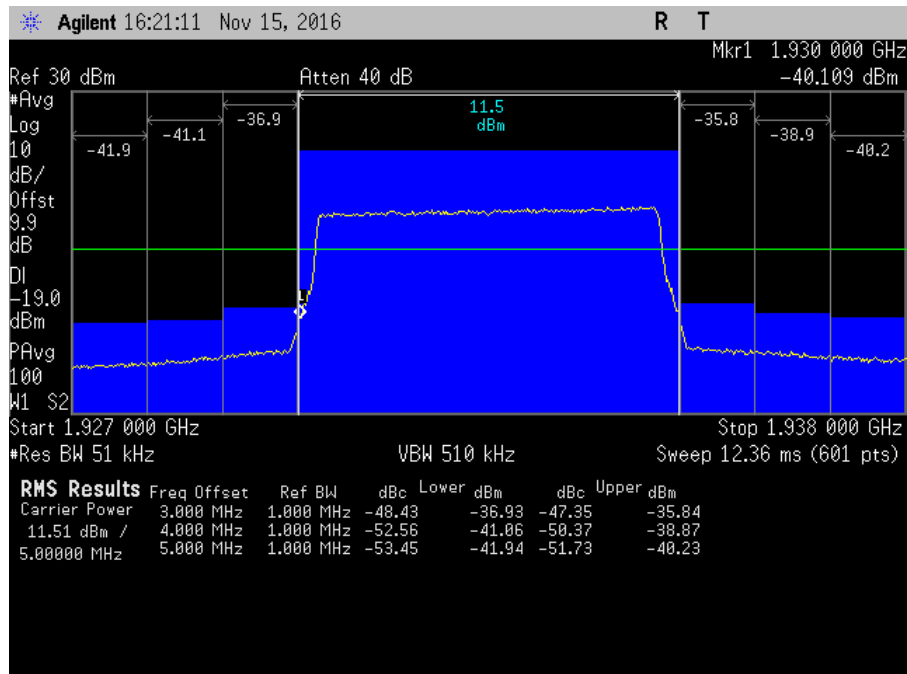 Agilent 16:21:11 Nov 15, 2016 R T
Mkr1 1.930 000 GHz
Ref 30 dBm Atten 40 dB -40.109 dBm
#Avg
Log
10
dB/
Offst
9.9
dB
DI
-19.0
dBm
PAvg
100
W1 S2
-41.9 -41.1 -36.9 11.5 dBm -35.8 -38.9 -40.2
1
Start 1.927 000 GHz Stop 1.938 000 GHz
#Res BW 51 kHz VBW 510 kHz Sweep 12.36 ms (601 pts)
RMS Results Freq Offset Ref BW dBc Lower dBm dBc Upper dBm
Carrier Power 3.000 MHz 1.000 MHz -48.43 -36.93 -47.35 -35.84
11.51 dBm / 4.000 MHz 1.000 MHz -52.56 -41.06 -50.37 -38.87
5.00000 MHz 5.000 MHz 1.000 MHz -53.45 -41.94 -51.73 -40.23